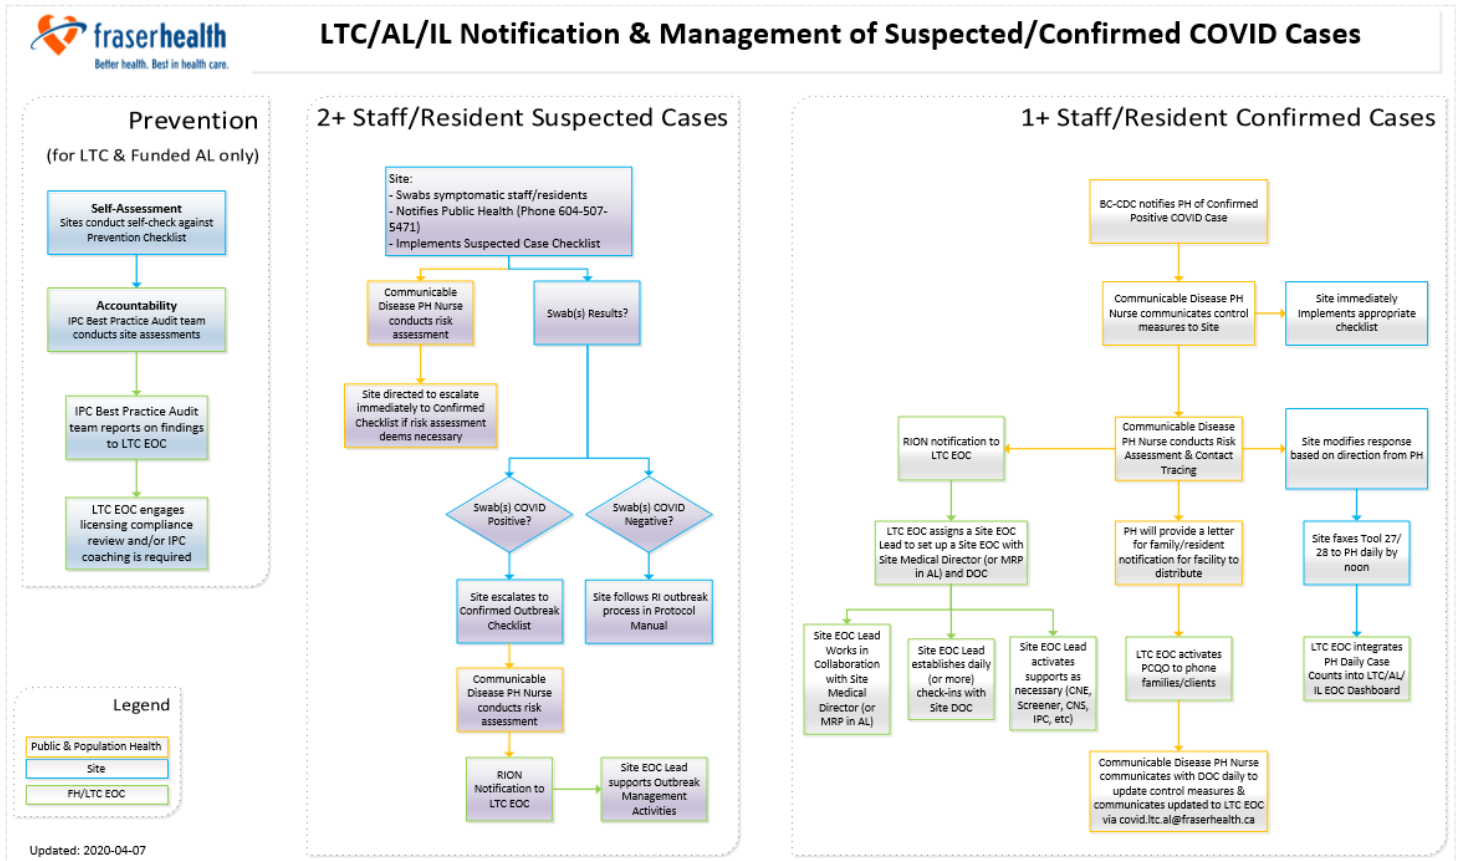 fraserhealth
Better health. Best in health care.
LTC/AL/IL Notification & Management of Suspected/Confirmed COVID Cases
Prevention
(for LTC & Funded AL only)
Self-Assessment
Sites conduct self-check against
Prevention Checklist
Accountability
IPC Best Practice Audit team
conducts site assessments
IPC Best Practice Audit
team reports on findings
to LTC EOC
LTC EOC engages
licensing compliance
review and/or IPC
coaching is required
Legend
Public & Population Health
Site
FH/LTC EOC
Updated: 2020-04-07
2+ Staff/Resident Suspected Cases
Site:
- Swabs symptomatic staff/residents
- Notifies Public Health (Phone 604-507-
5471)
- Implements Suspected Case Checklist
Communicable
Disease PH Nurse
conducts risk
assessment
Swab(s) Results?
Site directed to escalate
immediately to Confirmed
Checklist if risk assessment
deems necessary
Swab(s) COVID
Positive?
Swab(s) COVID
Negative?
Site escalates to
Confirmed Outbreak
Checklist
Site follows RI outbreak
process in Protocol
Manual
Communicable
Disease PH Nurse
conducts risk
assessment
RION
Notification to
LTC EOC
Site EOC Lead
supports Outbreak
Management
Activities
1+ Staff/Resident Confirmed Cases
BC-CDC notifies PH of Confirmed
Positive COVID Case
Communicable Disease PH
Nurse communicates control
measures to Site
Site immediately
Implements appropriate
checklist
RION notification to
LTC EOC
Communicable Disease
PH Nurse conducts Risk
Assessment & Contact
Tracing
Site modifies response
based on direction from PH
LTC EOC assigns a Site EOC
Lead to set up a Site EOC with
Site Medical Director (or MRP
in AL) and DOC
PH will provide a letter
for family/resident
notification for facility to
distribute
Site faxes Tool 27/
28 to PH daily by
noon
Site EOC Lead
Works in
Collaboration
with Site
Medical
Director (or
MRP in AL)
Site EOC Lead
establishes daily
(or more)
check-ins with
Site DOC
Site EOC Lead
activates
supports as
necessary (CNE,
Screener, CNS,
IPC, etc)
LTC EOC activates
PCQO to phone
families/clients
LTC EOC integrates
PH Daily Case
Counts into LTC/AL/
IL EOC Dashboard
Communicable Disease PH Nurse
communicates with DOC daily to
update control measures &
communicates updated to LTC EOC
via covid.ltc.al@fraserhealth.ca